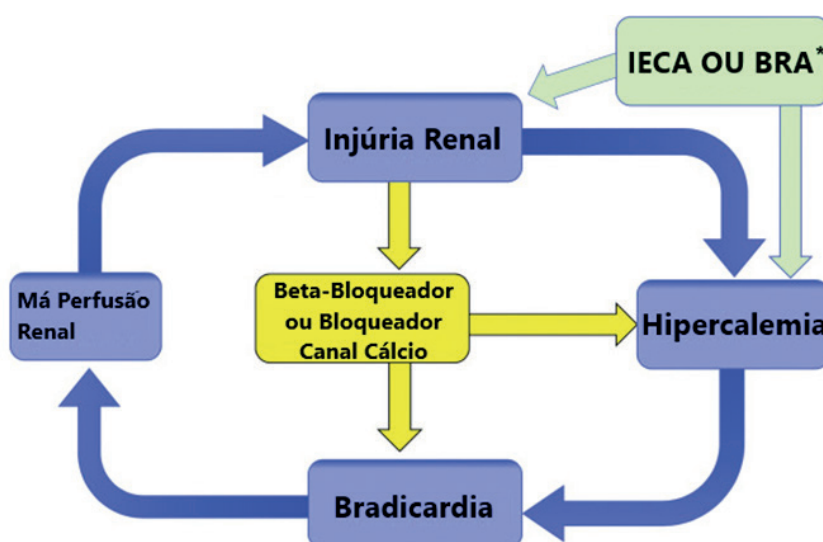 IECA OU BRA*
Injúria Renal
Má Perfusão
Renal
Beta-Bloqueador
ou Bloqueador
Canal Cálcio
Hipercalemia
Bradicardia